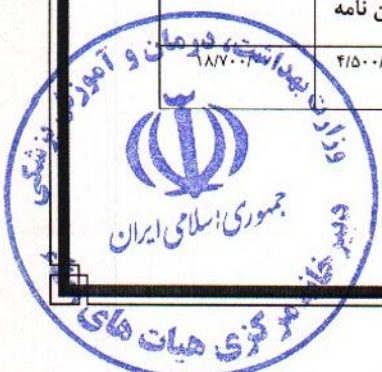 ن نامه
۱۸/۷۰۰/ ۴/۵۰۰/
وزارت بهداشت، درمان و آموزش پزشکی
جمهوری اسلامی ایران
دبیرخانه مرکزی هیات های